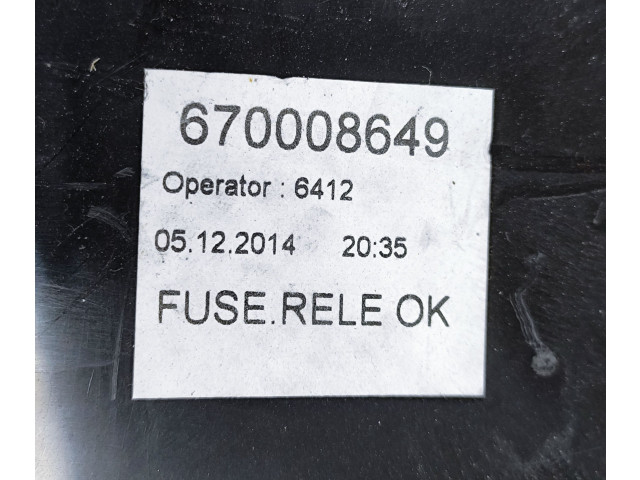 670008649
Operator : 6412
05.12.2014 20:35
FUSE.RELE OK